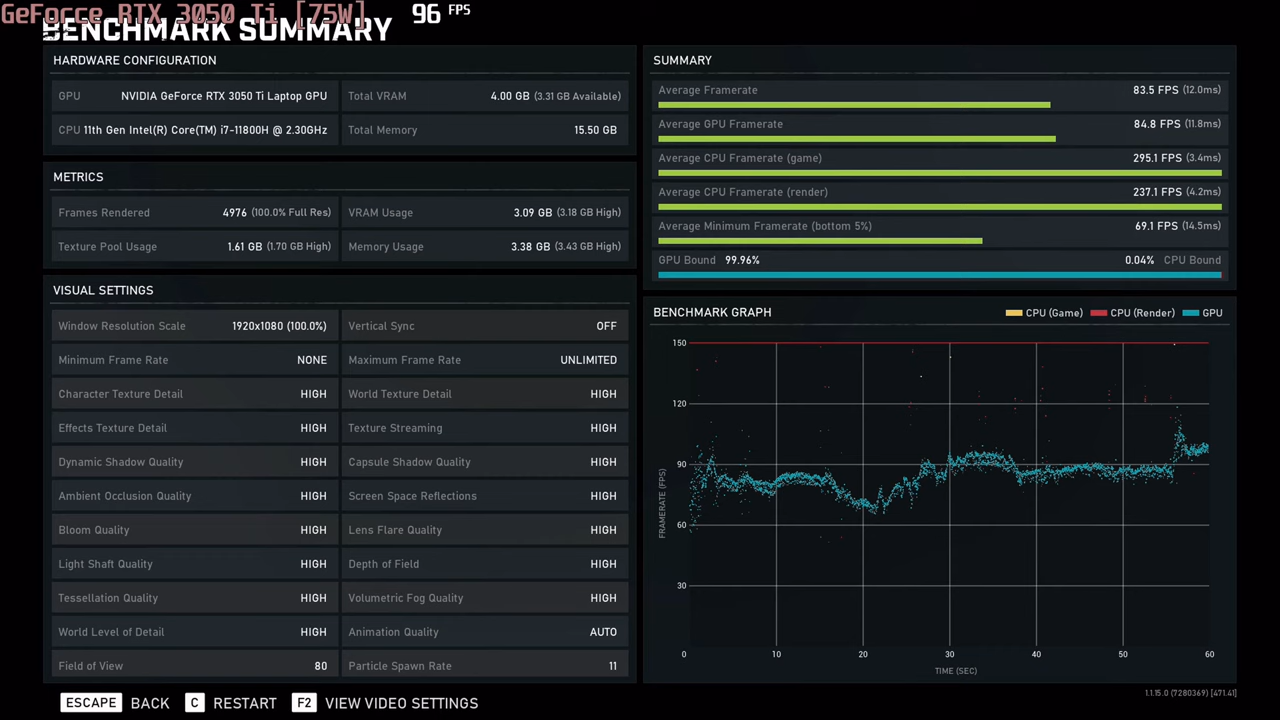 GeForce RTX 3050 Ti [75W] 96 FPS
BENCHMARK SUMMARY
HARDWARE CONFIGURATION
GPU NVIDIA GeForce RTX 3050 Ti Laptop GPU Total VRAM 4.00 GB (3.31 GB Available)
CPU 11th Gen Intel(R) Core(TM) i7-11800H @ 2.30GHz Total Memory 15.50 GB
METRICS
Frames Rendered 4976 (100.0% Full Res) VRAM Usage 3.09 GB (3.18 GB High)
Texture Pool Usage 1.61 GB (1.70 GB High) Memory Usage 3.38 GB (3.43 GB High)
VISUAL SETTINGS
Window Resolution Scale 1920x1080 (100.0%) Vertical Sync OFF
Minimum Frame Rate NONE Maximum Frame Rate UNLIMITED
Character Texture Detail HIGH World Texture Detail HIGH
Effects Texture Detail HIGH Texture Streaming HIGH
Dynamic Shadow Quality HIGH Capsule Shadow Quality HIGH
Ambient Occlusion Quality HIGH Screen Space Reflections HIGH
Bloom Quality HIGH Lens Flare Quality HIGH
Light Shaft Quality HIGH Depth of Field HIGH
Tessellation Quality HIGH Volumetric Fog Quality HIGH
World Level of Detail HIGH Animation Quality AUTO
Field of View 80 Particle Spawn Rate 11
SUMMARY
Average Framerate 83.5 FPS (12.0ms)
Average GPU Framerate 84.8 FPS (11.8ms)
Average CPU Framerate (game) 295.1 FPS (3.4ms)
Average CPU Framerate (render) 237.1 FPS (4.2ms)
Average Minimum Framerate (bottom 5%) 69.1 FPS (14.5ms)
GPU Bound 99.96% 0.04% CPU Bound
BENCHMARK GRAPH CPU (Game) CPU (Render) GPU
150
120
90
60
30
FRAMERATE (FPS)
0 10 20 30 40 50 60
TIME (SEC)
ESCAPE BACK C RESTART F2 VIEW VIDEO SETTINGS
1.1.15.0 (7280369) [471.41]